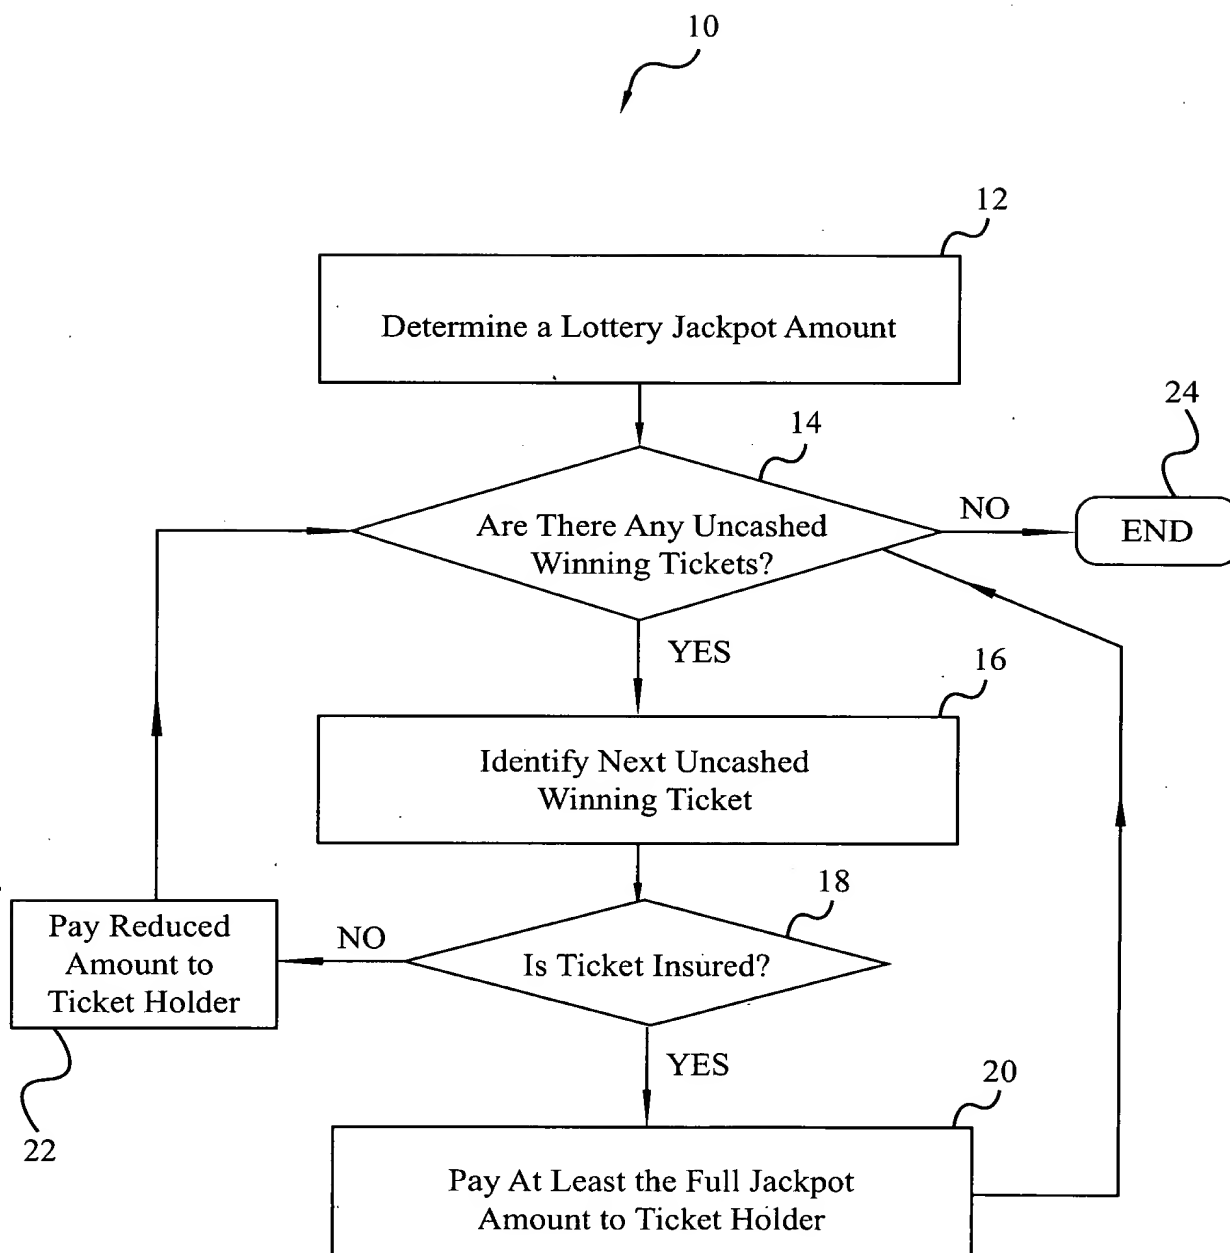 10
12
Determine a Lottery Jackpot Amount
24
14
NO
END
Are There Any Uncashed
Winning Tickets?
YES
16
Identify Next Uncashed
Winning Ticket
18
Pay Reduced
Amount to
Ticket Holder
NO
Is Ticket Insured?
YES
20
22
Pay At Least the Full Jackpot
Amount to Ticket Holder